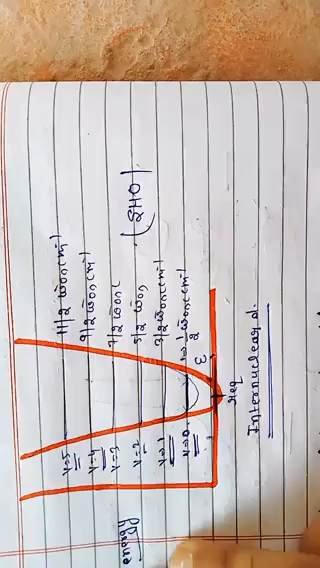 v=5 11/2 ω̄osc cm⁻¹
v=4 9/2 ω̄osc cm⁻¹
v=3 7/2 ω̄osc
v=2 5/2 ω̄osc
v=1 3/2 ω̄osc cm⁻¹
v=0 1/2 ω̄osc cm⁻¹
(SHO)
energy
ε
req
Internuclear d.